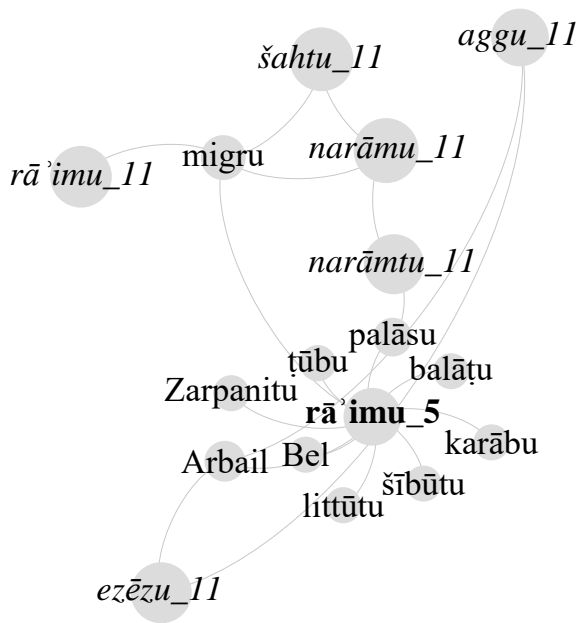 aggu_11
šahtu_11
narāmu_11
migru
rāʾimu_11
narāmtu_11
palāsu
ṭūbu
balāṭu
Zarpanitu
rāʾimu_5
karābu
Arbail
Bel
šībūtu
littūtu
ezēzu_11